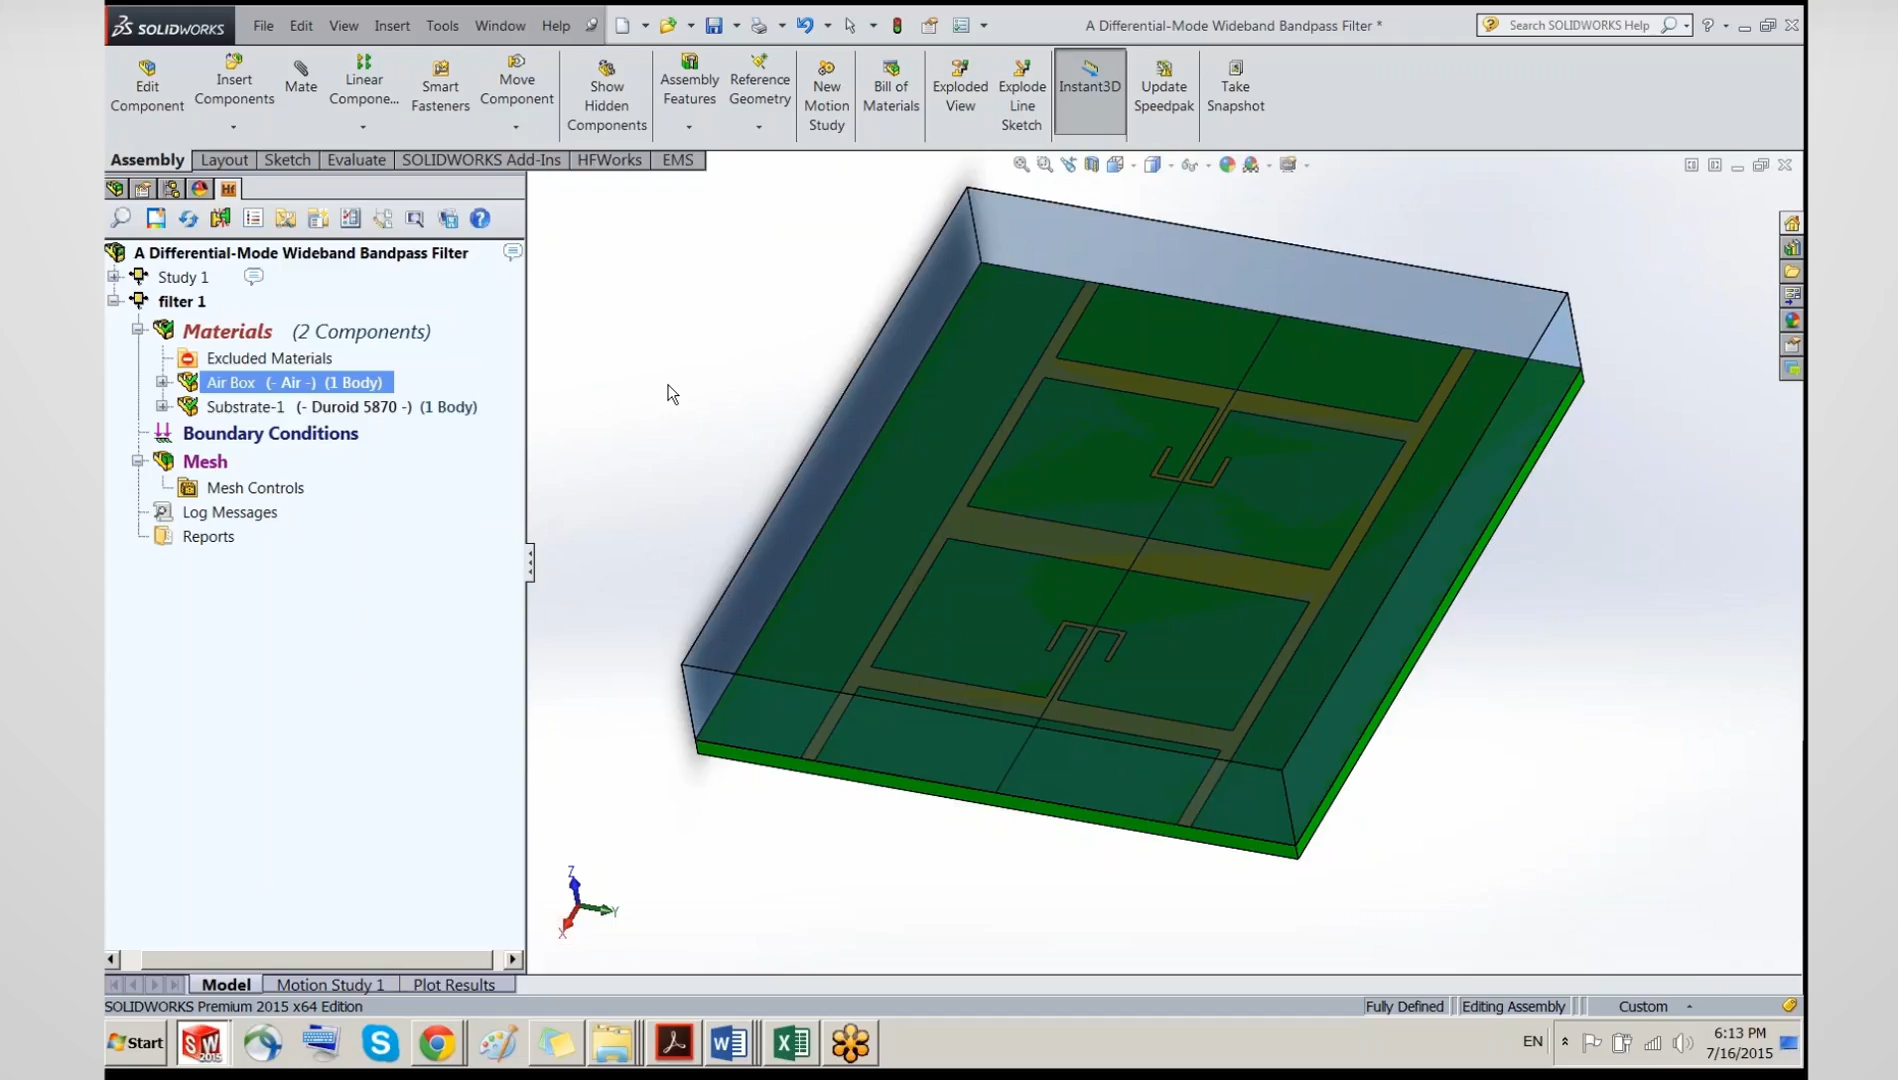 SOLIDWORKS File Edit View Insert Tools Window Help A Differential-Mode Wideband Bandpass Filter * Search SOLIDWORKS Help
Edit Component
Insert Components
Mate
Linear Compone...
Smart Fasteners
Move Component
Show Hidden Components
Assembly Features
Reference Geometry
New Motion Study
Bill of Materials
Exploded View
Explode Line Sketch
Instant3D
Update Speedpak
Take Snapshot
Assembly Layout Sketch Evaluate SOLIDWORKS Add-Ins HFWorks EMS
A Differential-Mode Wideband Bandpass Filter
Study 1
filter 1
Materials (2 Components)
Excluded Materials
Air Box (- Air -) (1 Body)
Substrate-1 (- Duroid 5870 -) (1 Body)
Boundary Conditions
Mesh
Mesh Controls
Log Messages
Reports
Z
Y
X
Model Motion Study 1 Plot Results
SOLIDWORKS Premium 2015 x64 Edition Fully Defined Editing Assembly Custom
Start EN 6:13 PM
7/16/2015